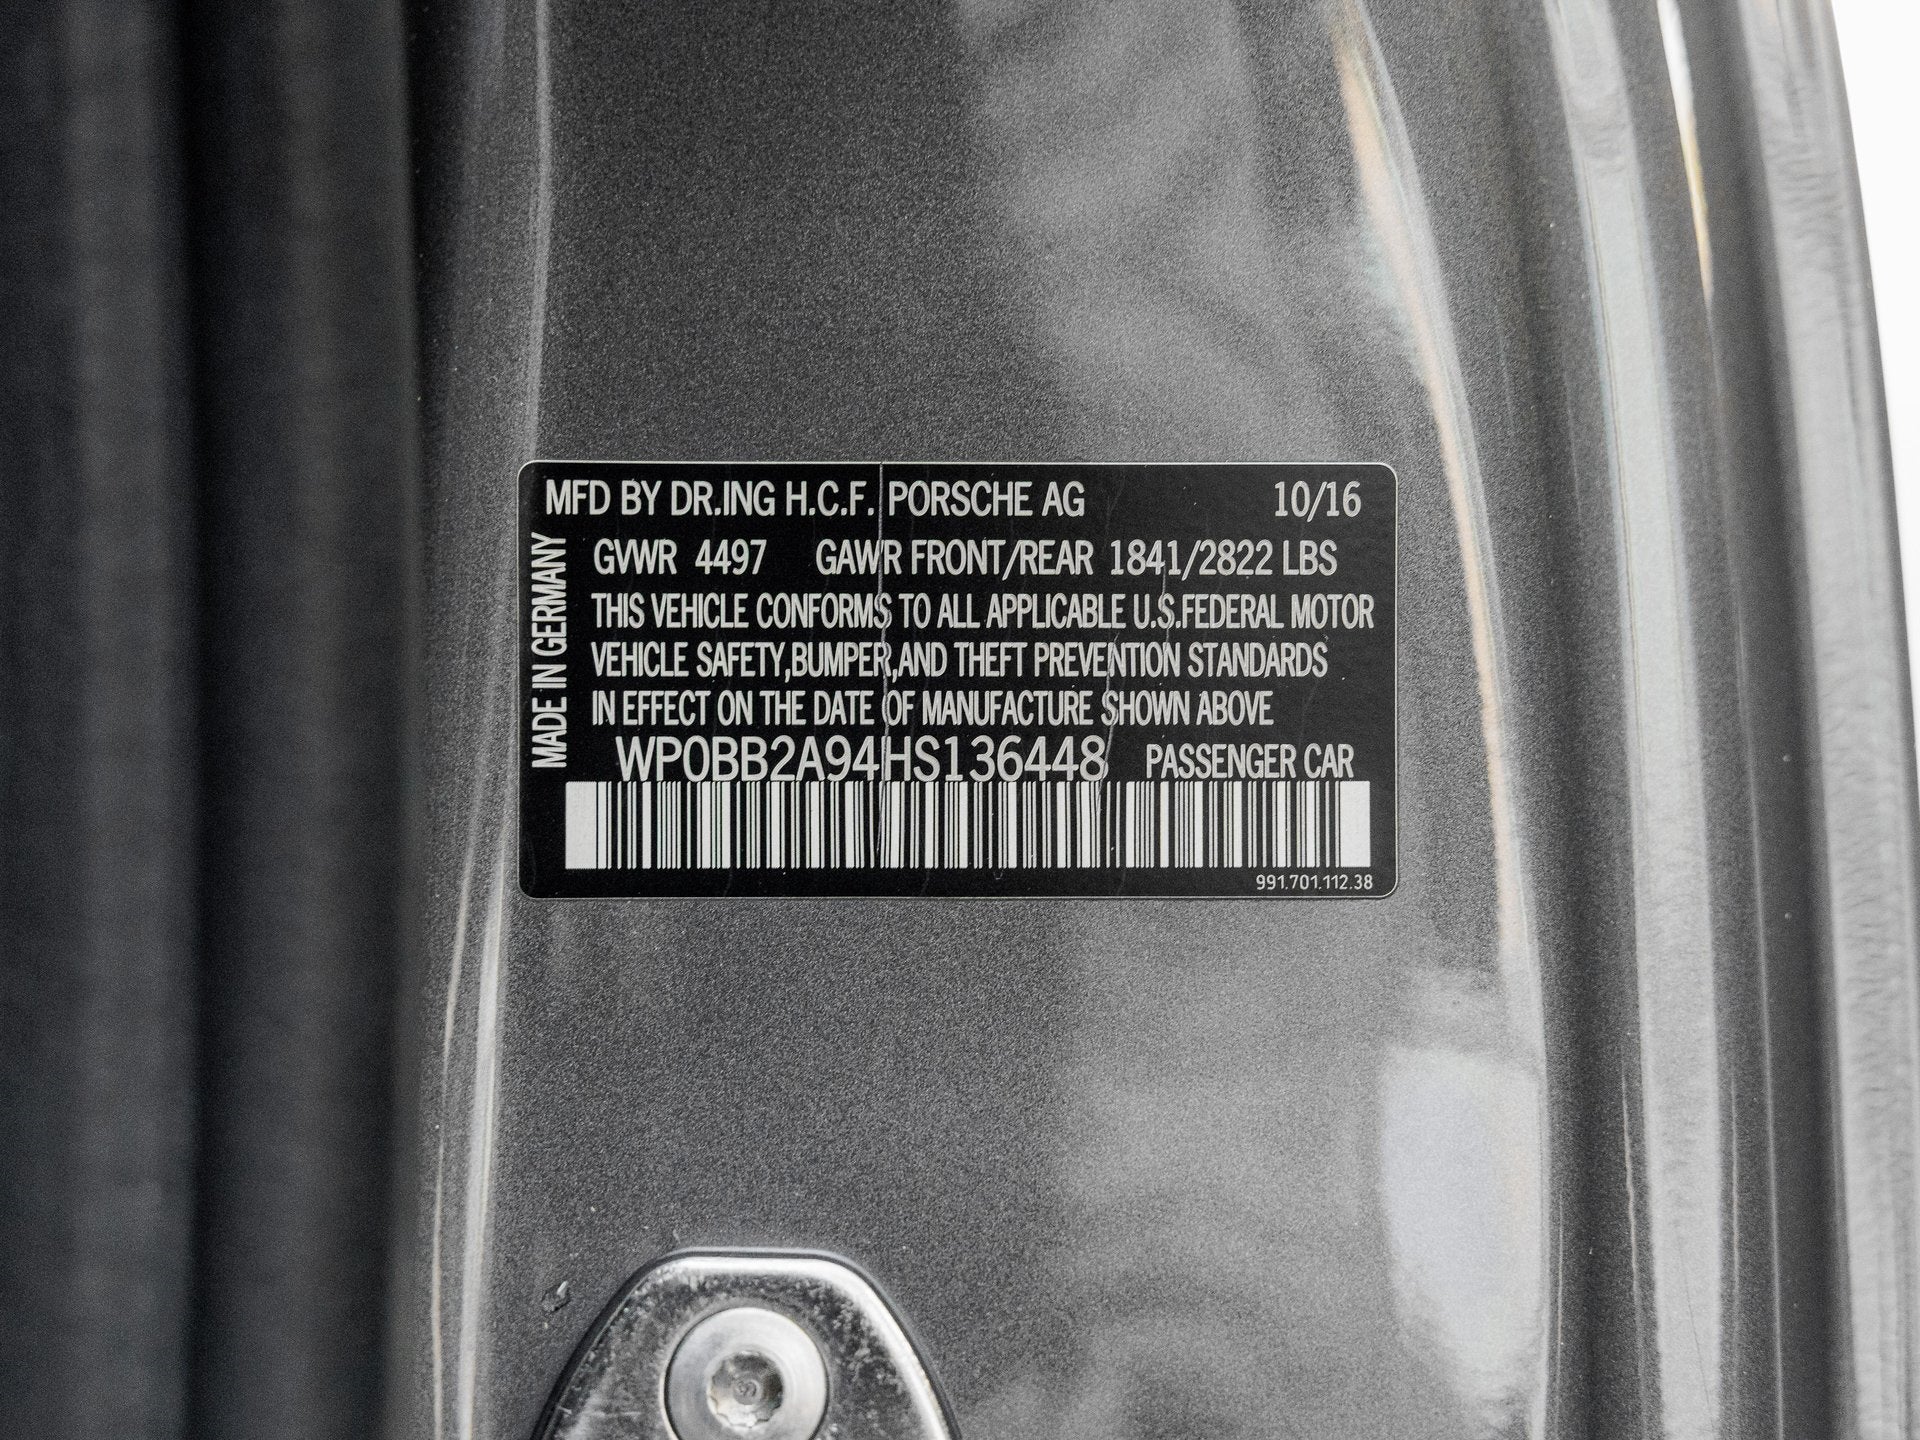 MFD BY DR.ING H.C.F. PORSCHE AG 10/16
GVWR 4497 GAWR FRONT/REAR 1841/2822 LBS
THIS VEHICLE CONFORMS TO ALL APPLICABLE U.S.FEDERAL MOTOR
VEHICLE SAFETY,BUMPER,AND THEFT PREVENTION STANDARDS
IN EFFECT ON THE DATE OF MANUFACTURE SHOWN ABOVE
WP0BB2A94HS136448 PASSENGER CAR
991.701.112.38
MADE IN GERMANY